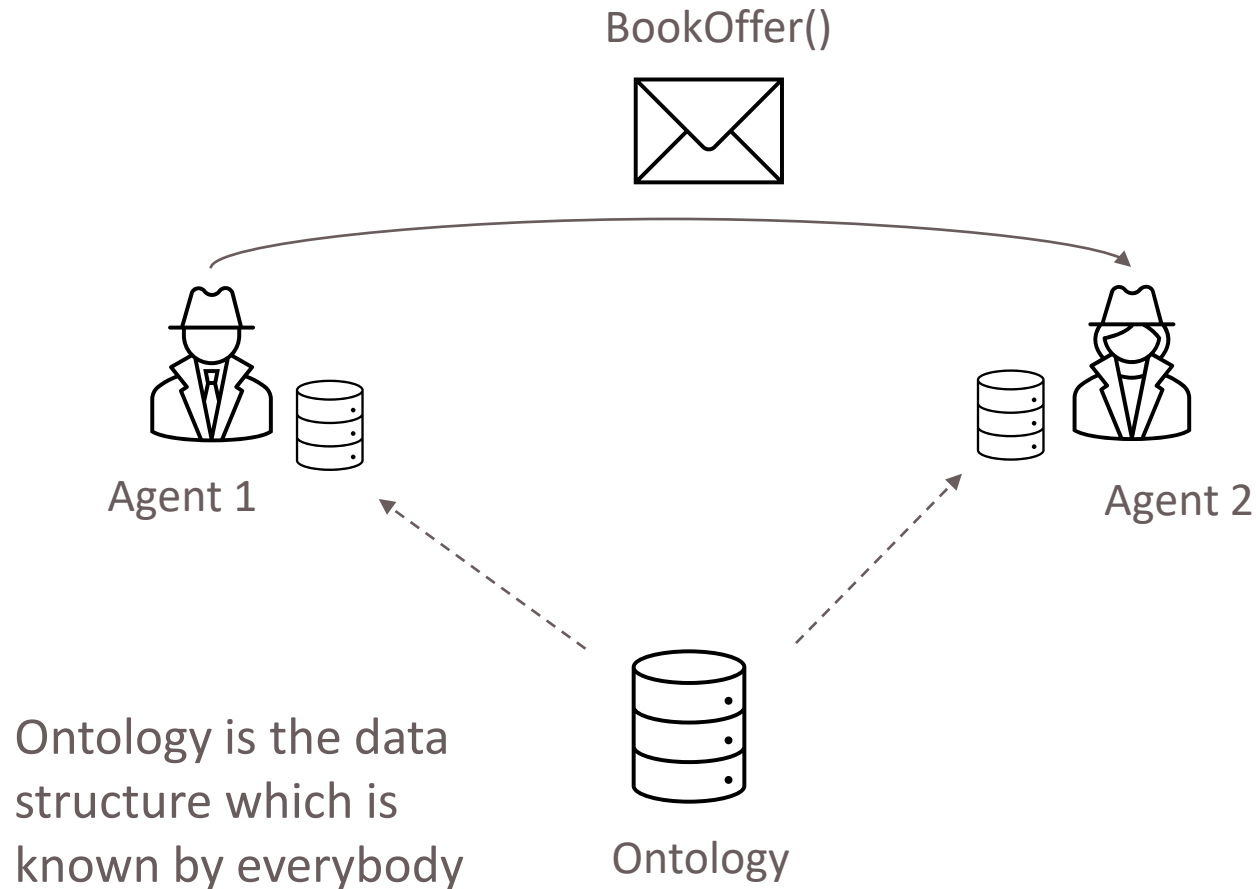 BookOffer()
Agent 1
Agent 2
Ontology is the data
structure which is
known by everybody
Ontology